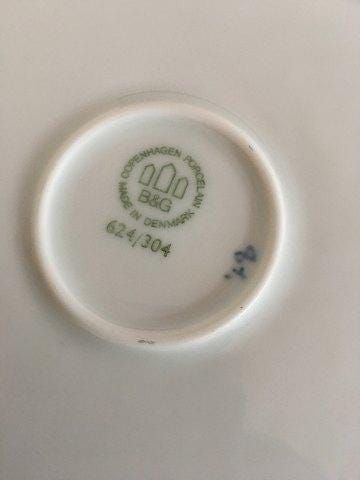 COPENHAGEN PORCELAIN
B&G
MADE IN DENMARK
624/304